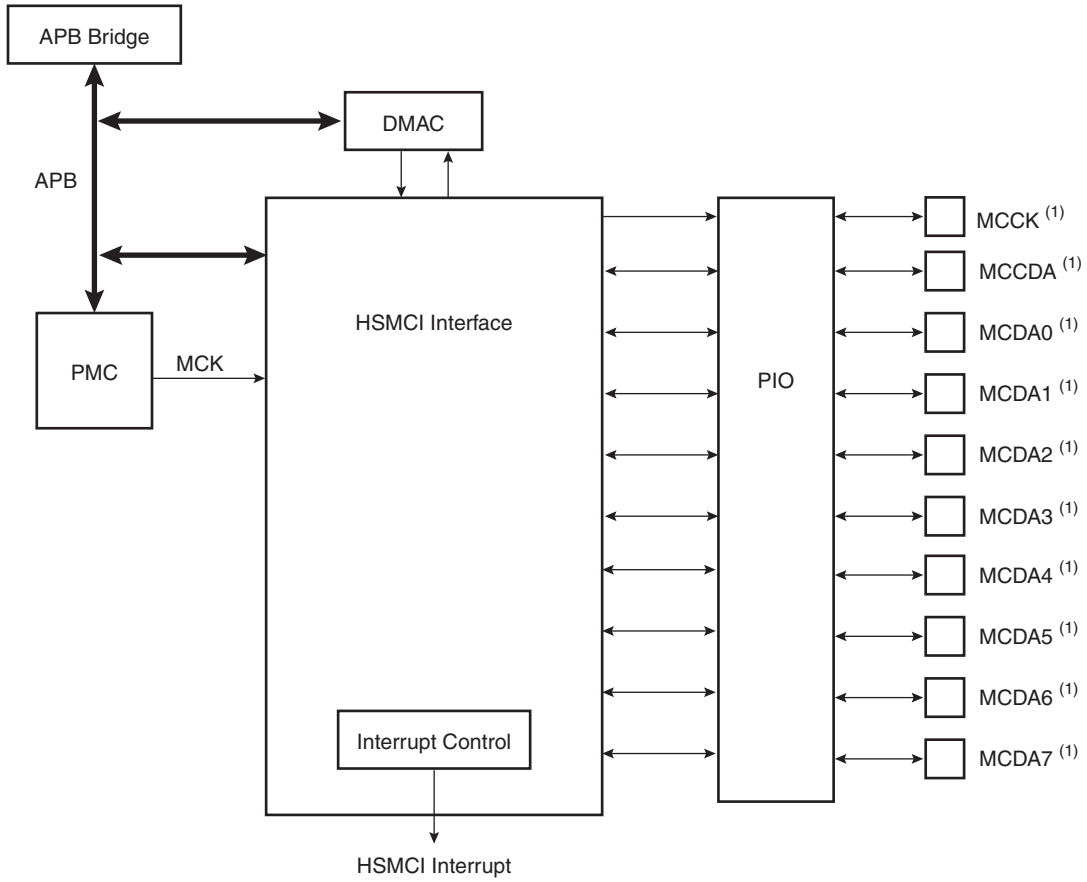 APB Bridge
DMAC
APB
MCCK (1)
MCCDA (1)
HSMCI Interface
MCDA0 (1)
PMC
MCK
PIO
MCDA1 (1)
MCDA2 (1)
MCDA3 (1)
MCDA4 (1)
MCDA5 (1)
MCDA6 (1)
Interrupt Control
MCDA7 (1)
HSMCI Interrupt